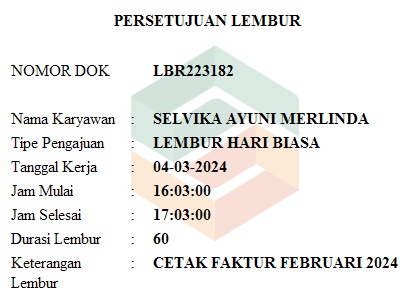 PERSETUJUAN LEMBUR
NOMOR DOK LBR223182
Nama Karyawan : SELVIKA AYUNI MERLINDA
Tipe Pengajuan : LEMBUR HARI BIASA
Tanggal Kerja : 04-03-2024
Jam Mulai : 16:03:00
Jam Selesai : 17:03:00
Durasi Lembur : 60
Keterangan : CETAK FAKTUR FEBRUARI 2024
Lembur